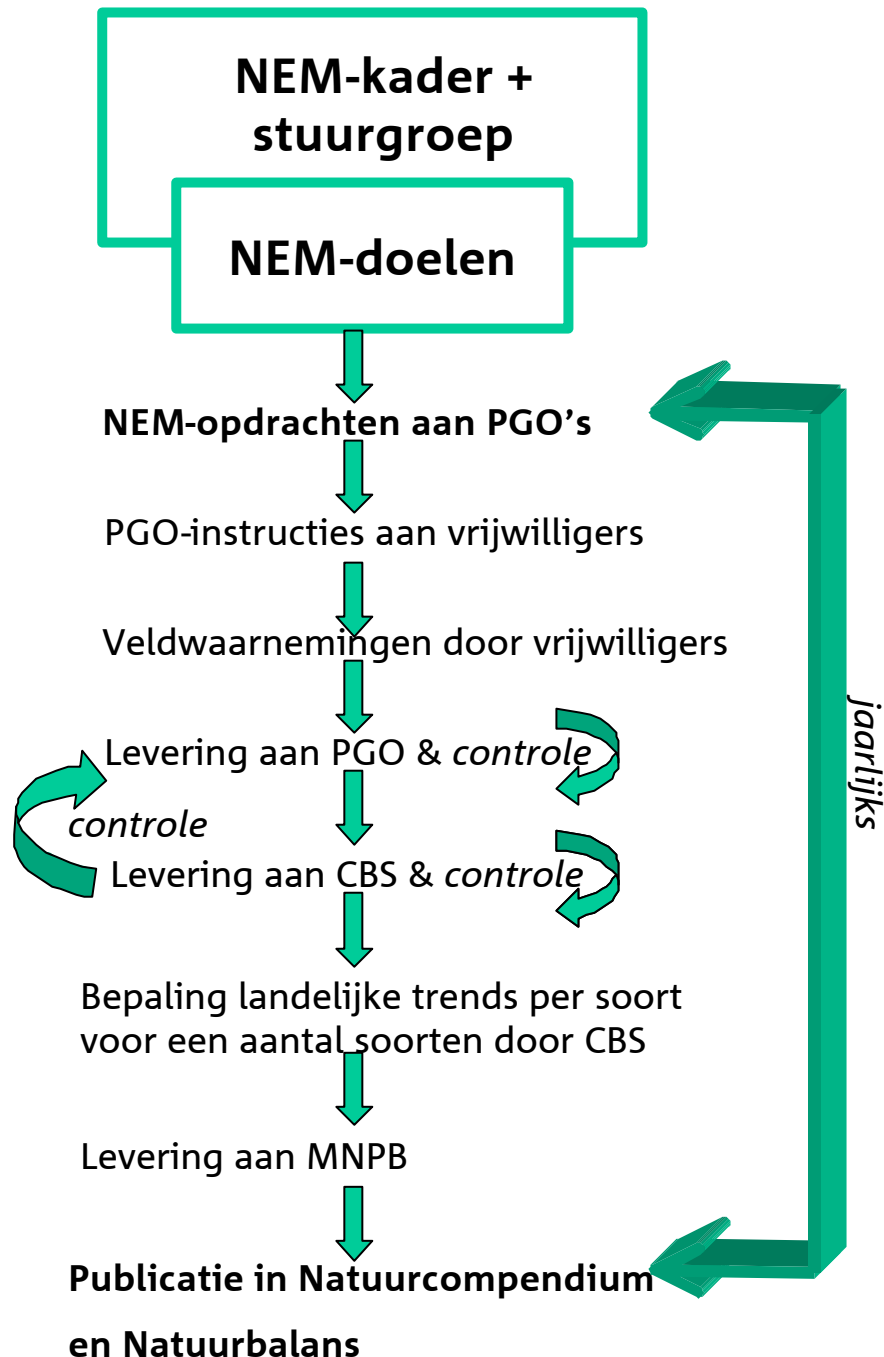 NEM-kader +
stuurgroep
NEM-doelen
NEM-opdrachten aan PGO’s
PGO-instructies aan vrijwilligers
Veldwaarnemingen door vrijwilligers
Levering aan PGO & controle
controle
Levering aan CBS & controle
Bepaling landelijke trends per soort
voor een aantal soorten door CBS
Levering aan MNPB
Publicatie in Natuurcompendium
en Natuurbalans
jaarlijks